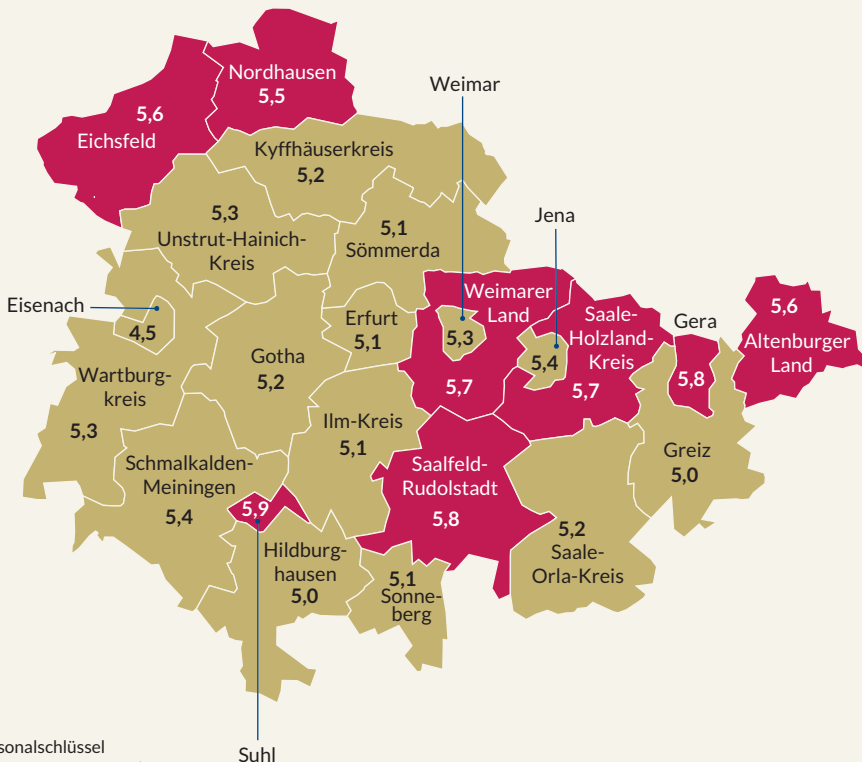 Nordhausen
5,5
Weimar
5,6
Eichsfeld
Kyffhäuserkreis
5,2
5,3
Unstrut-Hainich-
Kreis
5,1
Sömmerda
Jena
Eisenach
4,5
Weimarer
Land
5,7
5,3
Erfurt
5,1
Saale-
Holzland-
Kreis
5,7
5,4
Gera
5,8
5,6
Altenburger
Land
Gotha
5,2
Wartburg-
kreis
5,3
Ilm-Kreis
5,1
Schmalkalden-
Meiningen
5,4
Saalfeld-
Rudolstadt
5,8
Greiz
5,0
5,9
5,2
Saale-
Orla-Kreis
Hildburg-
hausen
5,0
5,1
Sonne-
berg
sonalschlüssel
Suhl